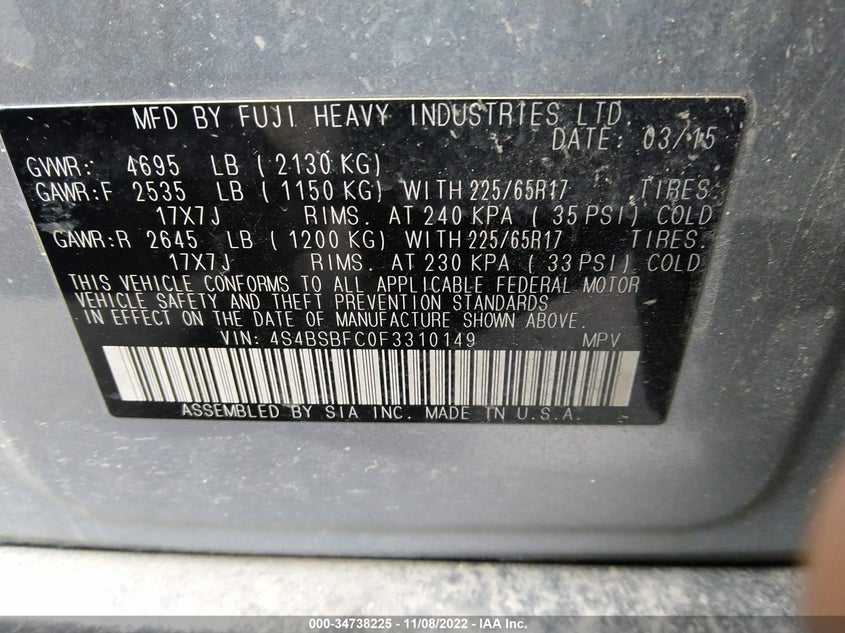 MFD BY FUJI HEAVY INDUSTRIES LTD.
DATE: 03/15
GVWR: 4695 LB ( 2130 KG)
GAWR:F 2535 LB ( 1150 KG) WITH 225/65R17 TIRES.
17X7J RIMS. AT 240 KPA ( 35 PSI) COLD
GAWR:R 2645 LB ( 1200 KG) WITH 225/65R17 TIRES.
17X7J RIMS. AT 230 KPA ( 33 PSI) COLD
THIS VEHICLE CONFORMS TO ALL APPLICABLE FEDERAL MOTOR
VEHICLE SAFETY AND THEFT PREVENTION STANDARDS
IN EFFECT ON THE DATE OF MANUFACTURE SHOWN ABOVE.
VIN: 4S4BSBFC0F3310149 MPV
ASSEMBLED BY SIA INC. MADE IN U.S.A.
000-34738225 - 11/08/2022 - IAA Inc.